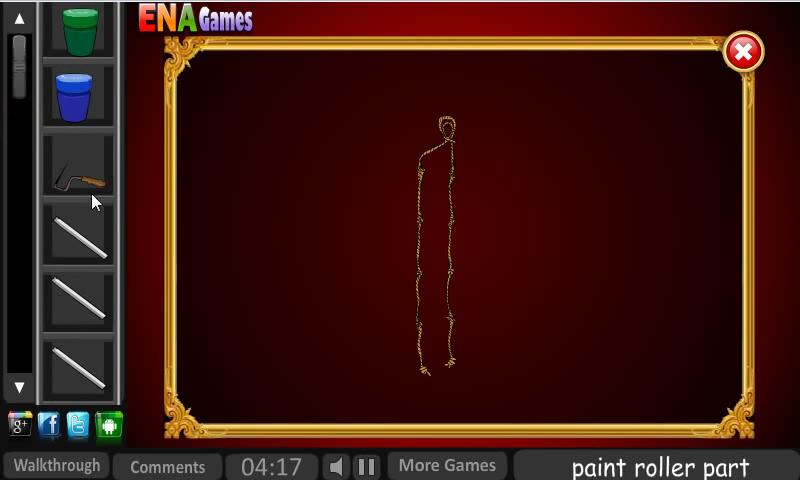 ENA Games
g+
f
t
Walkthrough
Comments
04:17
More Games
paint roller part